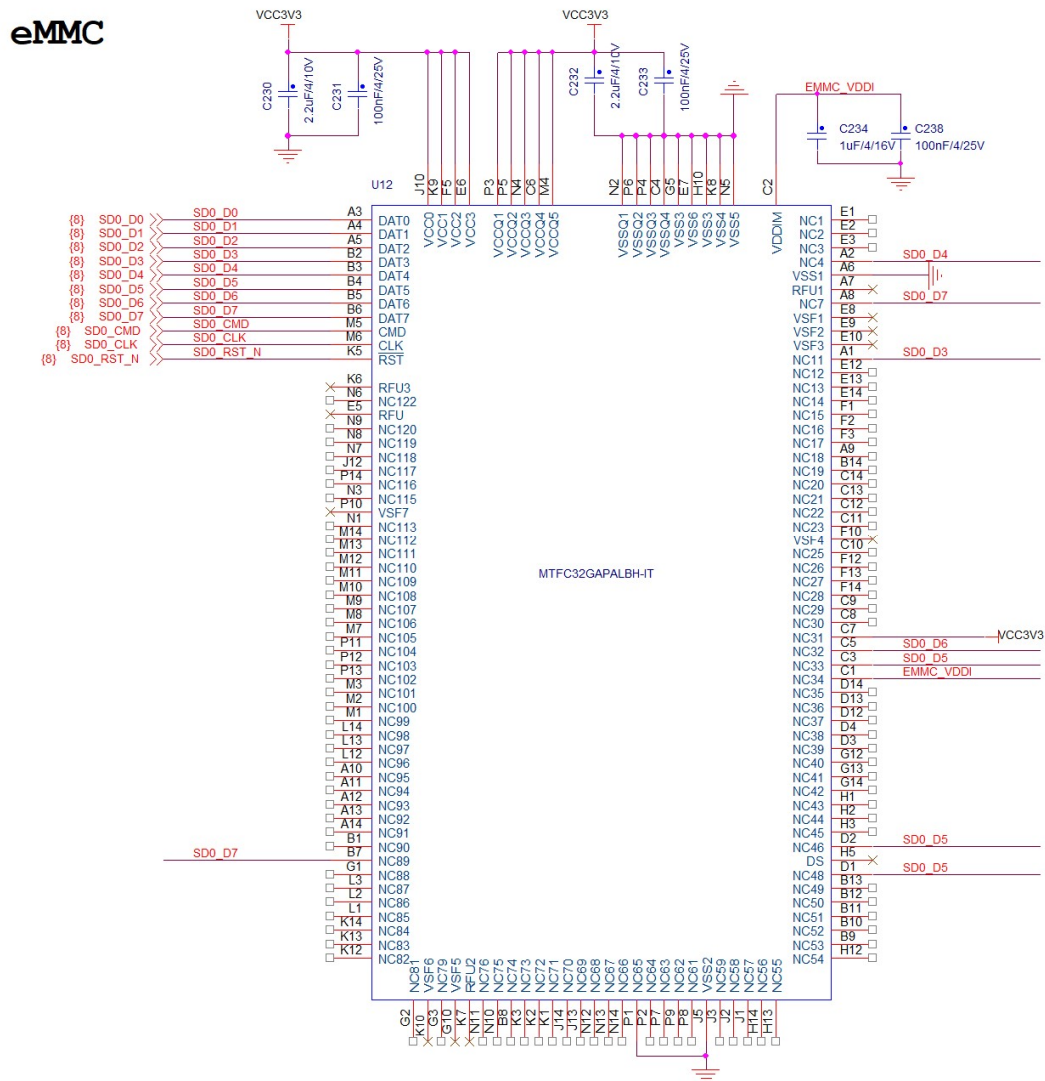 eMMC
VCC3V3
VCC3V3
C230
2.2uF/4/10V
C231
100nF/4/25V
C232
2.2uF/4/10V
C233
100nF/4/25V
EMMC_VDDI
C234
1uF/4/16V
C238
100nF/4/25V
U12
J10 K9 F5 E6 P3 P5 N4 C6 M4 N2 P6 P4 C4 G5 E7 H10 K8 N5 C2
VCC0 VCC1 VCC2 VCC3 VCCQ1 VCCQ2 VCCQ3 VCCQ4 VCCQ5 VSSQ1 VSSQ2 VSSQ3 VSSQ4 VSS3 VSS6 VSS3 VSS4 VSS5 VDDIM
{8} SD0_D0 SD0_D0 A3 DAT0
{8} SD0_D1 SD0_D1 A4 DAT1
{8} SD0_D2 SD0_D2 A5 DAT2
{8} SD0_D3 SD0_D3 B2 DAT3
{8} SD0_D4 SD0_D4 B3 DAT4
{8} SD0_D5 SD0_D5 B4 DAT5
{8} SD0_D6 SD0_D6 B5 DAT6
{8} SD0_D7 SD0_D7 B6 DAT7
{8} SD0_CMD SD0_CMD M5 CMD
{8} SD0_CLK SD0_CLK M6 CLK
{8} SD0_RST_N SD0_RST_N K5 RST
K6 RFU3
N6 NC122
E5 RFU
N9 NC120
N8 NC119
N7 NC118
J12 NC117
P14 NC116
N3 NC115
P10 VSF7
N1 NC113
M14 NC112
M13 NC111
M12 NC110
M11 NC109
M10 NC108
M9 NC107
M8 NC106
M7 NC105
P11 NC104
P12 NC103
P13 NC102
M3 NC101
M2 NC100
M1 NC99
L14 NC98
L13 NC97
L12 NC96
A10 NC95
A11 NC94
A12 NC93
A13 NC92
A14 NC91
B1 NC90
SD0_D7 B7 NC89
G1 NC88
L3 NC87
L2 NC86
L1 NC85
K14 NC84
K13 NC83
K12 NC82
MTFC32GAPALBH-IT
NC1 E1
NC2 E2
NC3 E3
NC4 A2 SD0_D4
VSS1 A6
RFU1 A7
NC7 A8 SD0_D7
VSF1 E8
VSF2 E9
VSF3 E10
NC11 A1 SD0_D3
NC12 E12
NC13 E13
NC14 E14
NC15 F1
NC16 F2
NC17 F3
NC18 A9
NC19 B14
NC20 C14
NC21 C13
NC22 C12
NC23 C11
VSF4 F10
NC25 C10
NC26 F12
NC27 F13
NC28 F14
NC29 C9
NC30 C8
NC31 C7 VCC3V3
NC32 C5 SD0_D6
NC33 C3 SD0_D5
NC34 C1 EMMC_VDDI
NC35 D14
NC36 D13
NC37 D12
NC38 D4
NC39 D3
NC40 G12
NC41 G13
NC42 G14
NC43 H1
NC44 H2
NC45 H3
NC46 D2 SD0_D5
DS H5
NC48 D1 SD0_D5
NC49 B13
NC50 B12
NC51 B11
NC52 B10
NC53 B9
NC54 H12
NC81 VSF6 NC79 VSF5 RFU2 NC76 NC75 NC74 NC73 NC72 NC71 NC70 NC69 NC68 NC67 NC66 NC65 NC64 NC63 NC62 NC61 VSS2 NC59 NC58 NC57 NC56 NC55
G2 K10 G3 G10 K7 N11 N10 B8 K3 K2 K1 J14 J13 N12 N13 N14 P1 P2 P7 P9 P8 J5 J3 J2 J1 H14 H13